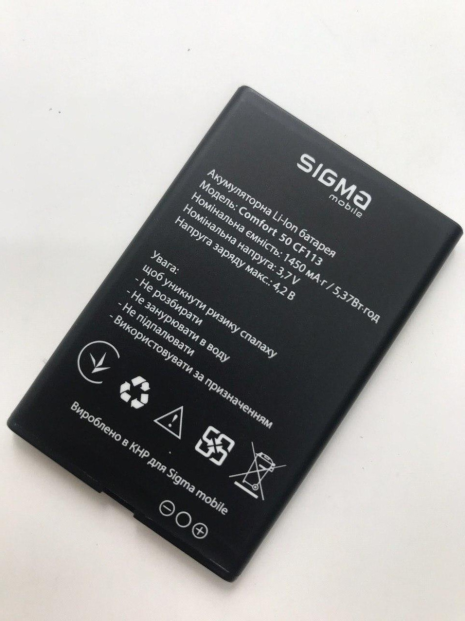 SIGMA
mobile
Акумуляторна Li-Ion батарея
Модель: Comfort 50 CF113
Номінальна ємність: 1450 мА·г / 5,37Вт·год
Номінальна напруга: 3,7 V
Напруга заряду макс.: 4,2 В
Увага:
щоб уникнути ризику спалаху
- Не розбирати
- Не занурювати в воду
- Не підпалювати
- Використовувати за призначенням
Вироблено в КНР для Sigma mobile